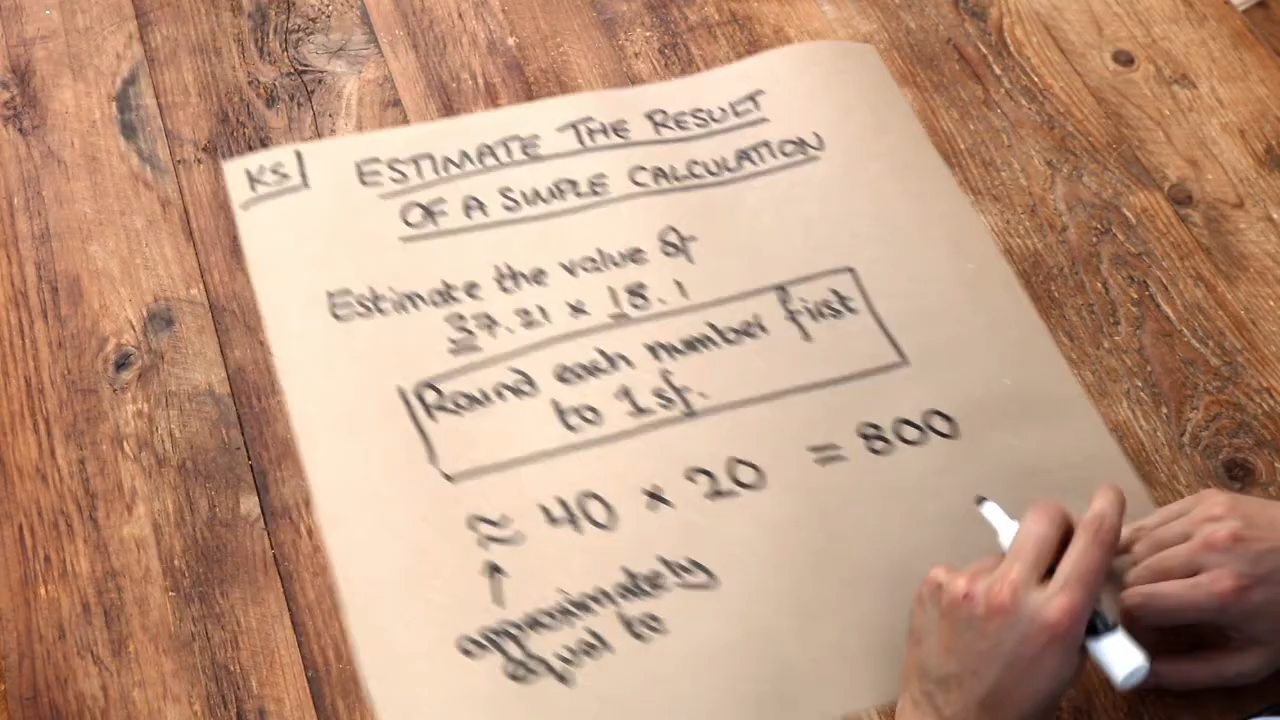 KS1
ESTIMATE THE RESULT
OF A SIMPLE CALCULATION
Estimate the value of
37.21 × 18.1
Round each number first
to 1sf.
≈ 40 × 20 = 800
↑
approximately
equal to